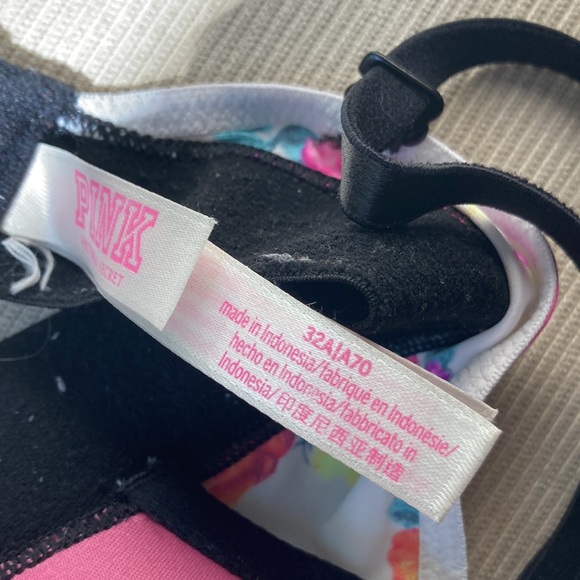 PINK
32A|A70
made in Indonesia/fabriqué en Indonésie/
hecho en Indonesia/fabbricato in
Indonesia/印度尼西亚制造